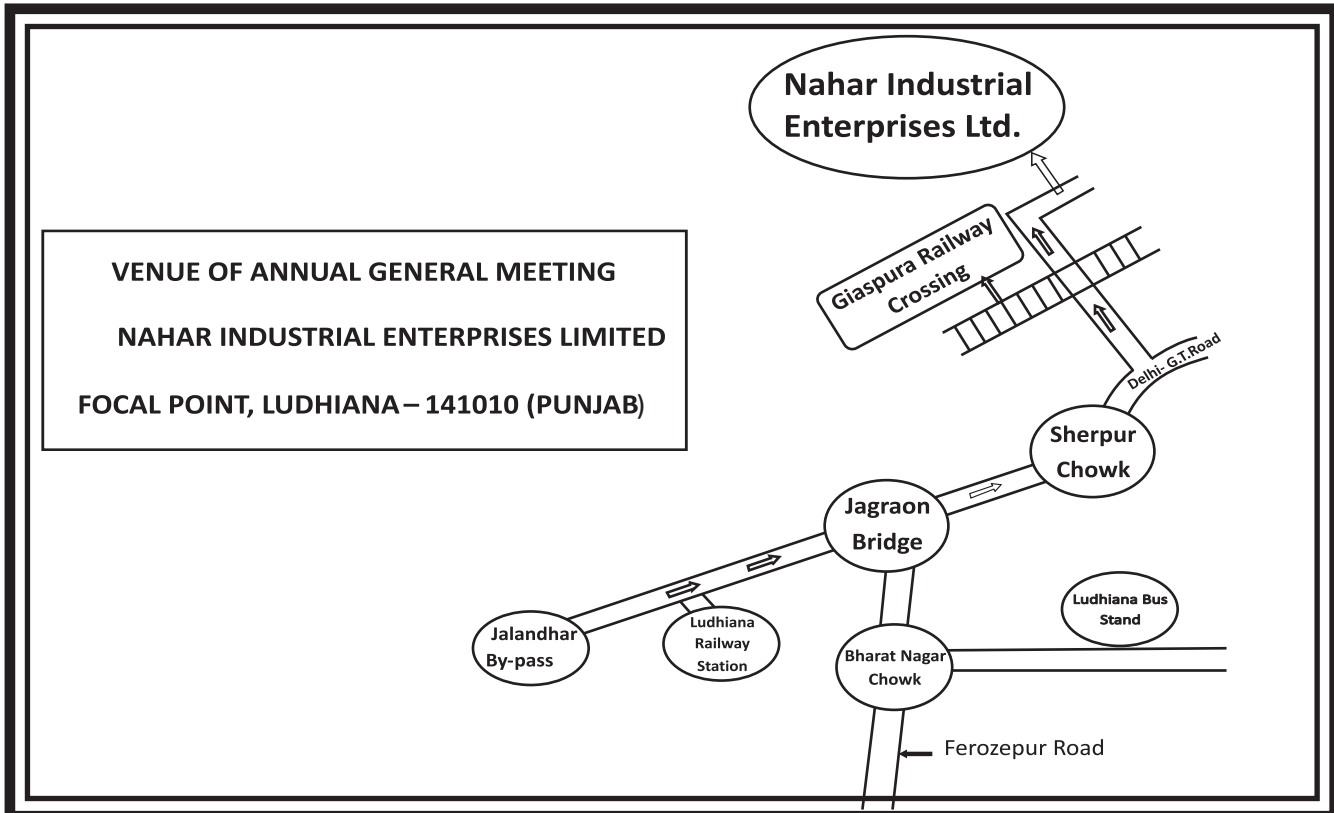 Nahar Industrial
Enterprises Ltd.
Giaspura Railway
Crossing
VENUE OF ANNUAL GENERAL MEETING
NAHAR INDUSTRIAL ENTERPRISES LIMITED
FOCAL POINT, LUDHIANA – 141010 (PUNJAB)
Delhi- G.T.Road
Sherpur
Chowk
Jagraon
Bridge
Ludhiana Bus
Stand
Jalandhar
By-pass
Ludhiana
Railway
Station
Bharat Nagar
Chowk
Ferozepur Road